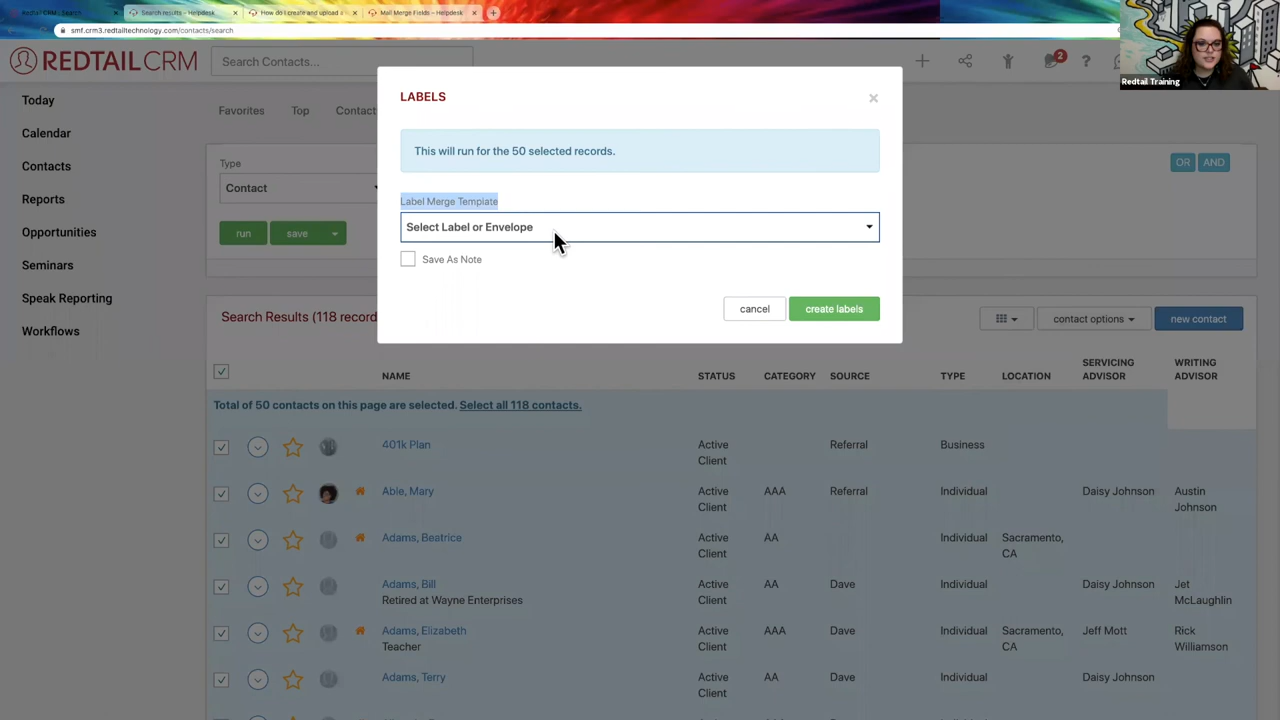 Redtail CRM : Search
Search results – Helpdesk
How do I create and upload a
Mail Merge Fields – Helpdesk
smf.crm3.redtailtechnology.com/contacts/search
REDTAILCRM
Search Contacts...
2
Redtail Training
Today
Calendar
Contacts
Reports
Opportunities
Seminars
Speak Reporting
Workflows
Favorites
Top
Contact
Type
Contact
OR
AND
run
save
LABELS
This will run for the 50 selected records.
Label Merge Template
Select Label or Envelope
Save As Note
cancel
create labels
Search Results (118 record
contact options
new contact
NAME STATUS CATEGORY SOURCE TYPE LOCATION SERVICING ADVISOR WRITING ADVISOR
Total of 50 contacts on this page are selected. Select all 118 contacts.
401k Plan Active Client Referral Business
Able, Mary Active Client AAA Referral Individual Daisy Johnson Austin Johnson
Adams, Beatrice Active Client AA Individual Sacramento, CA
Adams, Bill Active Client AA Dave Individual Daisy Johnson Jet McLaughlin
Retired at Wayne Enterprises
Adams, Elizabeth Active Client AAA Dave Individual Sacramento, CA Jeff Mott Rick Williamson
Teacher
Adams, Terry Active Client AA Dave Individual Daisy Johnson